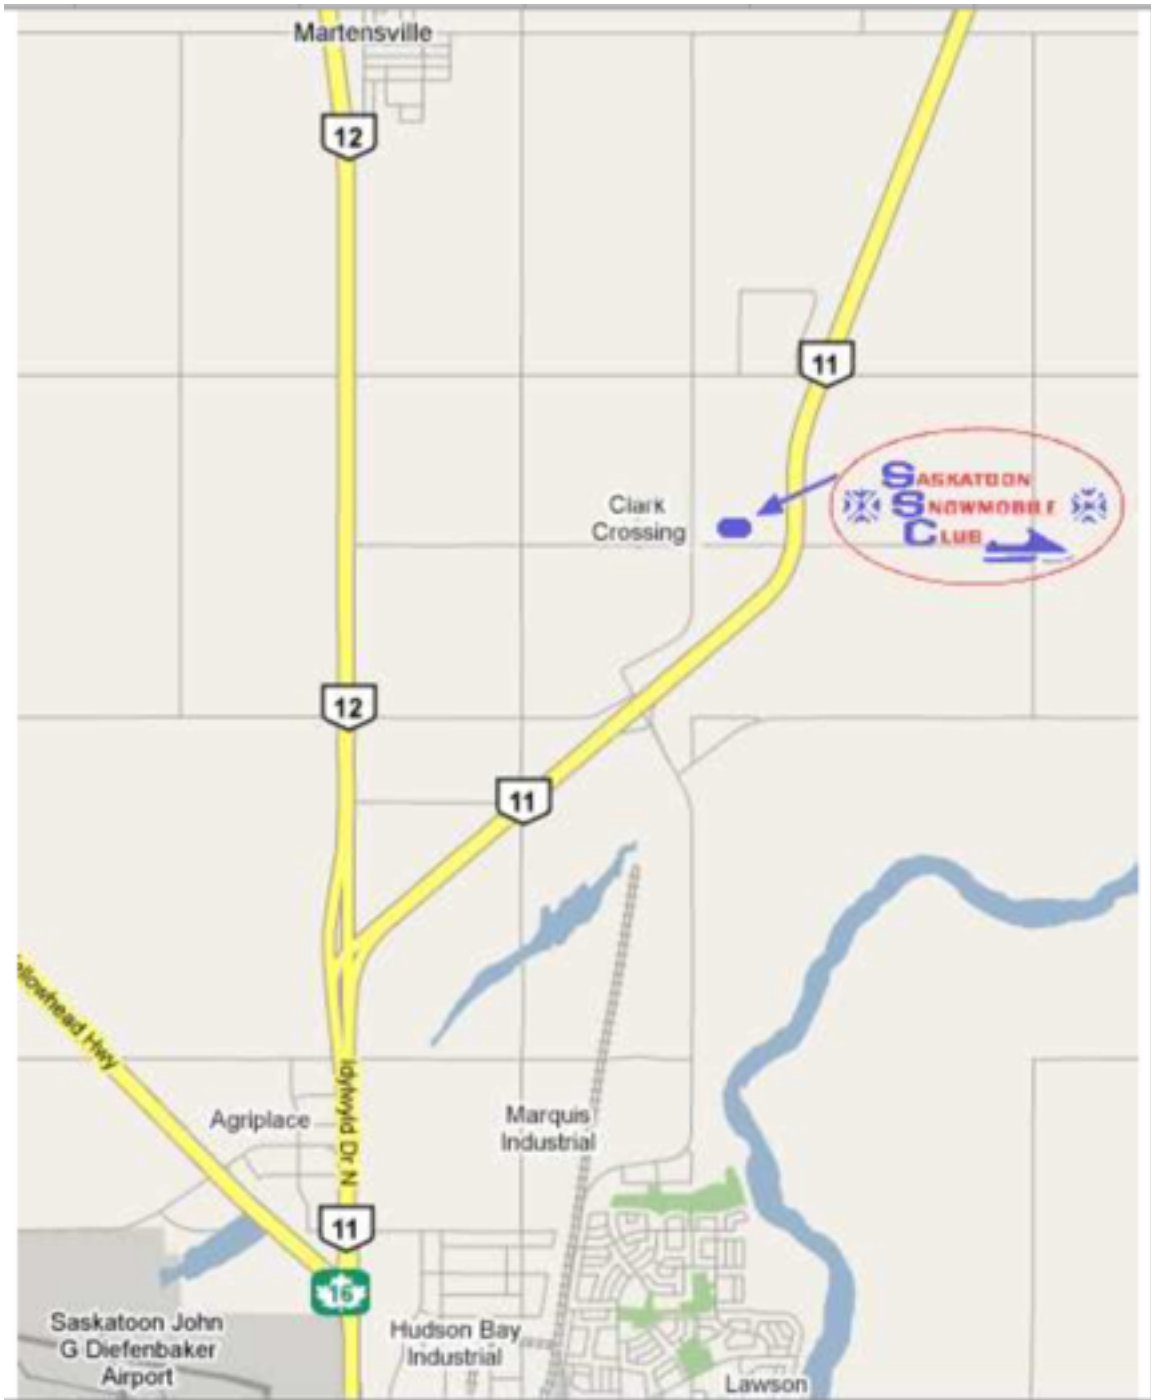 Martensville
12
11
SASKATOON
SNOWMOBILE
CLUB
Clark
Crossing
12
11
ellowhead Hwy
Idylwyld Dr N
Agriplace
Marquis
Industrial
11
16
Saskatoon John
G Diefenbaker
Airport
Hudson Bay
Industrial
Lawson